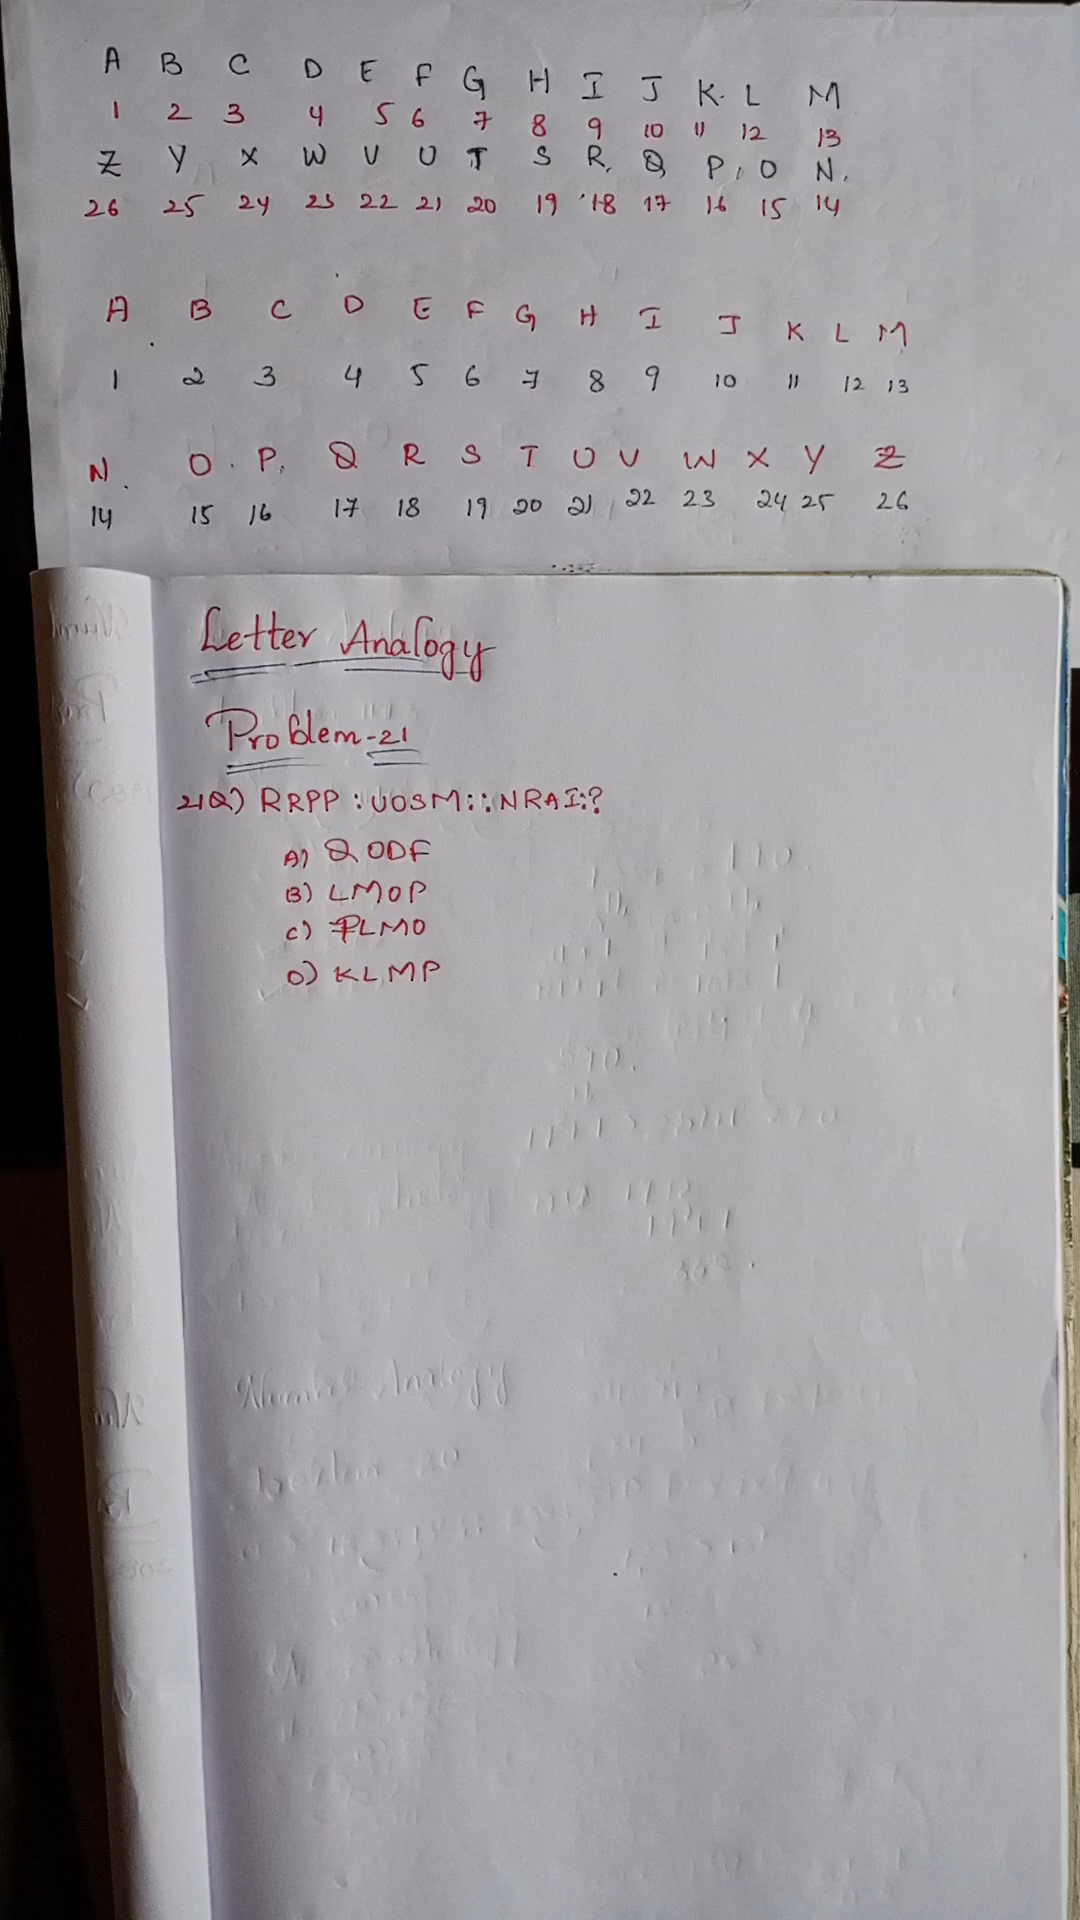 A B C D E F G H I J K. L M
1 2 3 4 5 6 7 8 9 10 11 12 13
Z Y X W V U T S R, Q P, O N.
26 25 24 23 22 21 20 19 18 17 16 15 14
A B C D E F G H I J K L M
1 2 3 4 5 6 7 8 9 10 11 12 13
N. O. P, Q R S T U V W X Y Z
14 15 16 17 18 19 20 21 22 23 24 25 26
Letter Analogy
Problem-21
21Q) RRPP : UOSM :: NRAI:?
A) QODF
B) LMOP
C) PLMO
D) KLMP